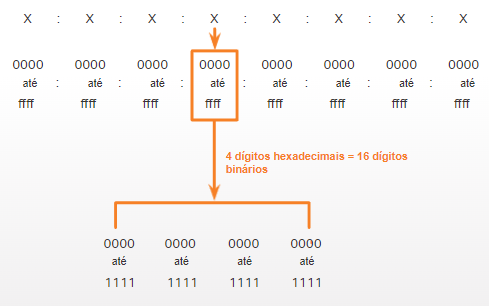 X : X : X : X : X : X : X : X
0000 0000 0000 0000 0000 0000 0000 0000
até : até : até : até : até : até : até : até
ffff ffff ffff ffff ffff ffff ffff ffff
4 dígitos hexadecimais = 16 dígitos
binários
0000 0000 0000 0000
até até até até
1111 1111 1111 1111